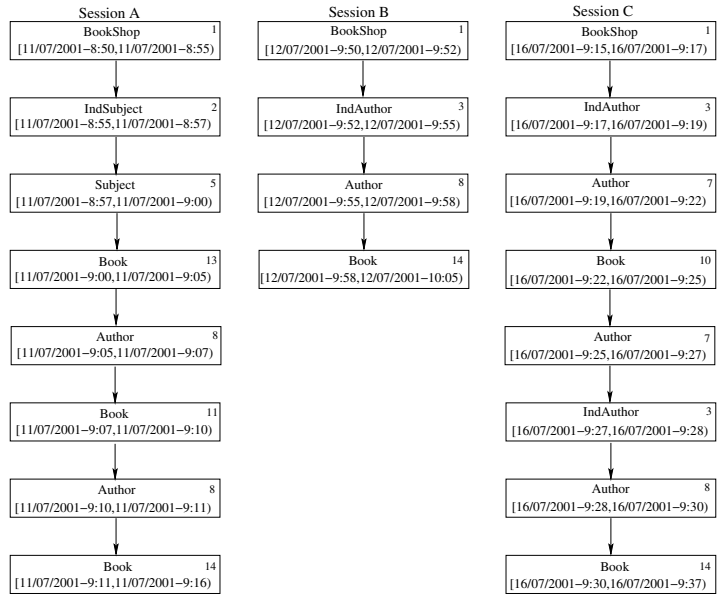 Session A
BookShop 1
[11/07/2001−8:50,11/07/2001−8:55)
IndSubject 2
[11/07/2001−8:55,11/07/2001−8:57)
Subject 5
[11/07/2001−8:57,11/07/2001−9:00)
Book 13
[11/07/2001−9:00,11/07/2001−9:05)
Author 8
[11/07/2001−9:05,11/07/2001−9:07)
Book 11
[11/07/2001−9:07,11/07/2001−9:10)
Author 8
[11/07/2001−9:10,11/07/2001−9:11)
Book 14
[11/07/2001−9:11,11/07/2001−9:16)
Session B
BookShop 1
[12/07/2001−9:50,12/07/2001−9:52)
IndAuthor 3
[12/07/2001−9:52,12/07/2001−9:55)
Author 8
[12/07/2001−9:55,12/07/2001−9:58)
Book 14
[12/07/2001−9:58,12/07/2001−10:05)
Session C
BookShop 1
[16/07/2001−9:15,16/07/2001−9:17)
IndAuthor 3
[16/07/2001−9:17,16/07/2001−9:19)
Author 7
[16/07/2001−9:19,16/07/2001−9:22)
Book 10
[16/07/2001−9:22,16/07/2001−9:25)
Author 7
[16/07/2001−9:25,16/07/2001−9:27)
IndAuthor 3
[16/07/2001−9:27,16/07/2001−9:28)
Author 8
[16/07/2001−9:28,16/07/2001−9:30)
Book 14
[16/07/2001−9:30,16/07/2001−9:37)